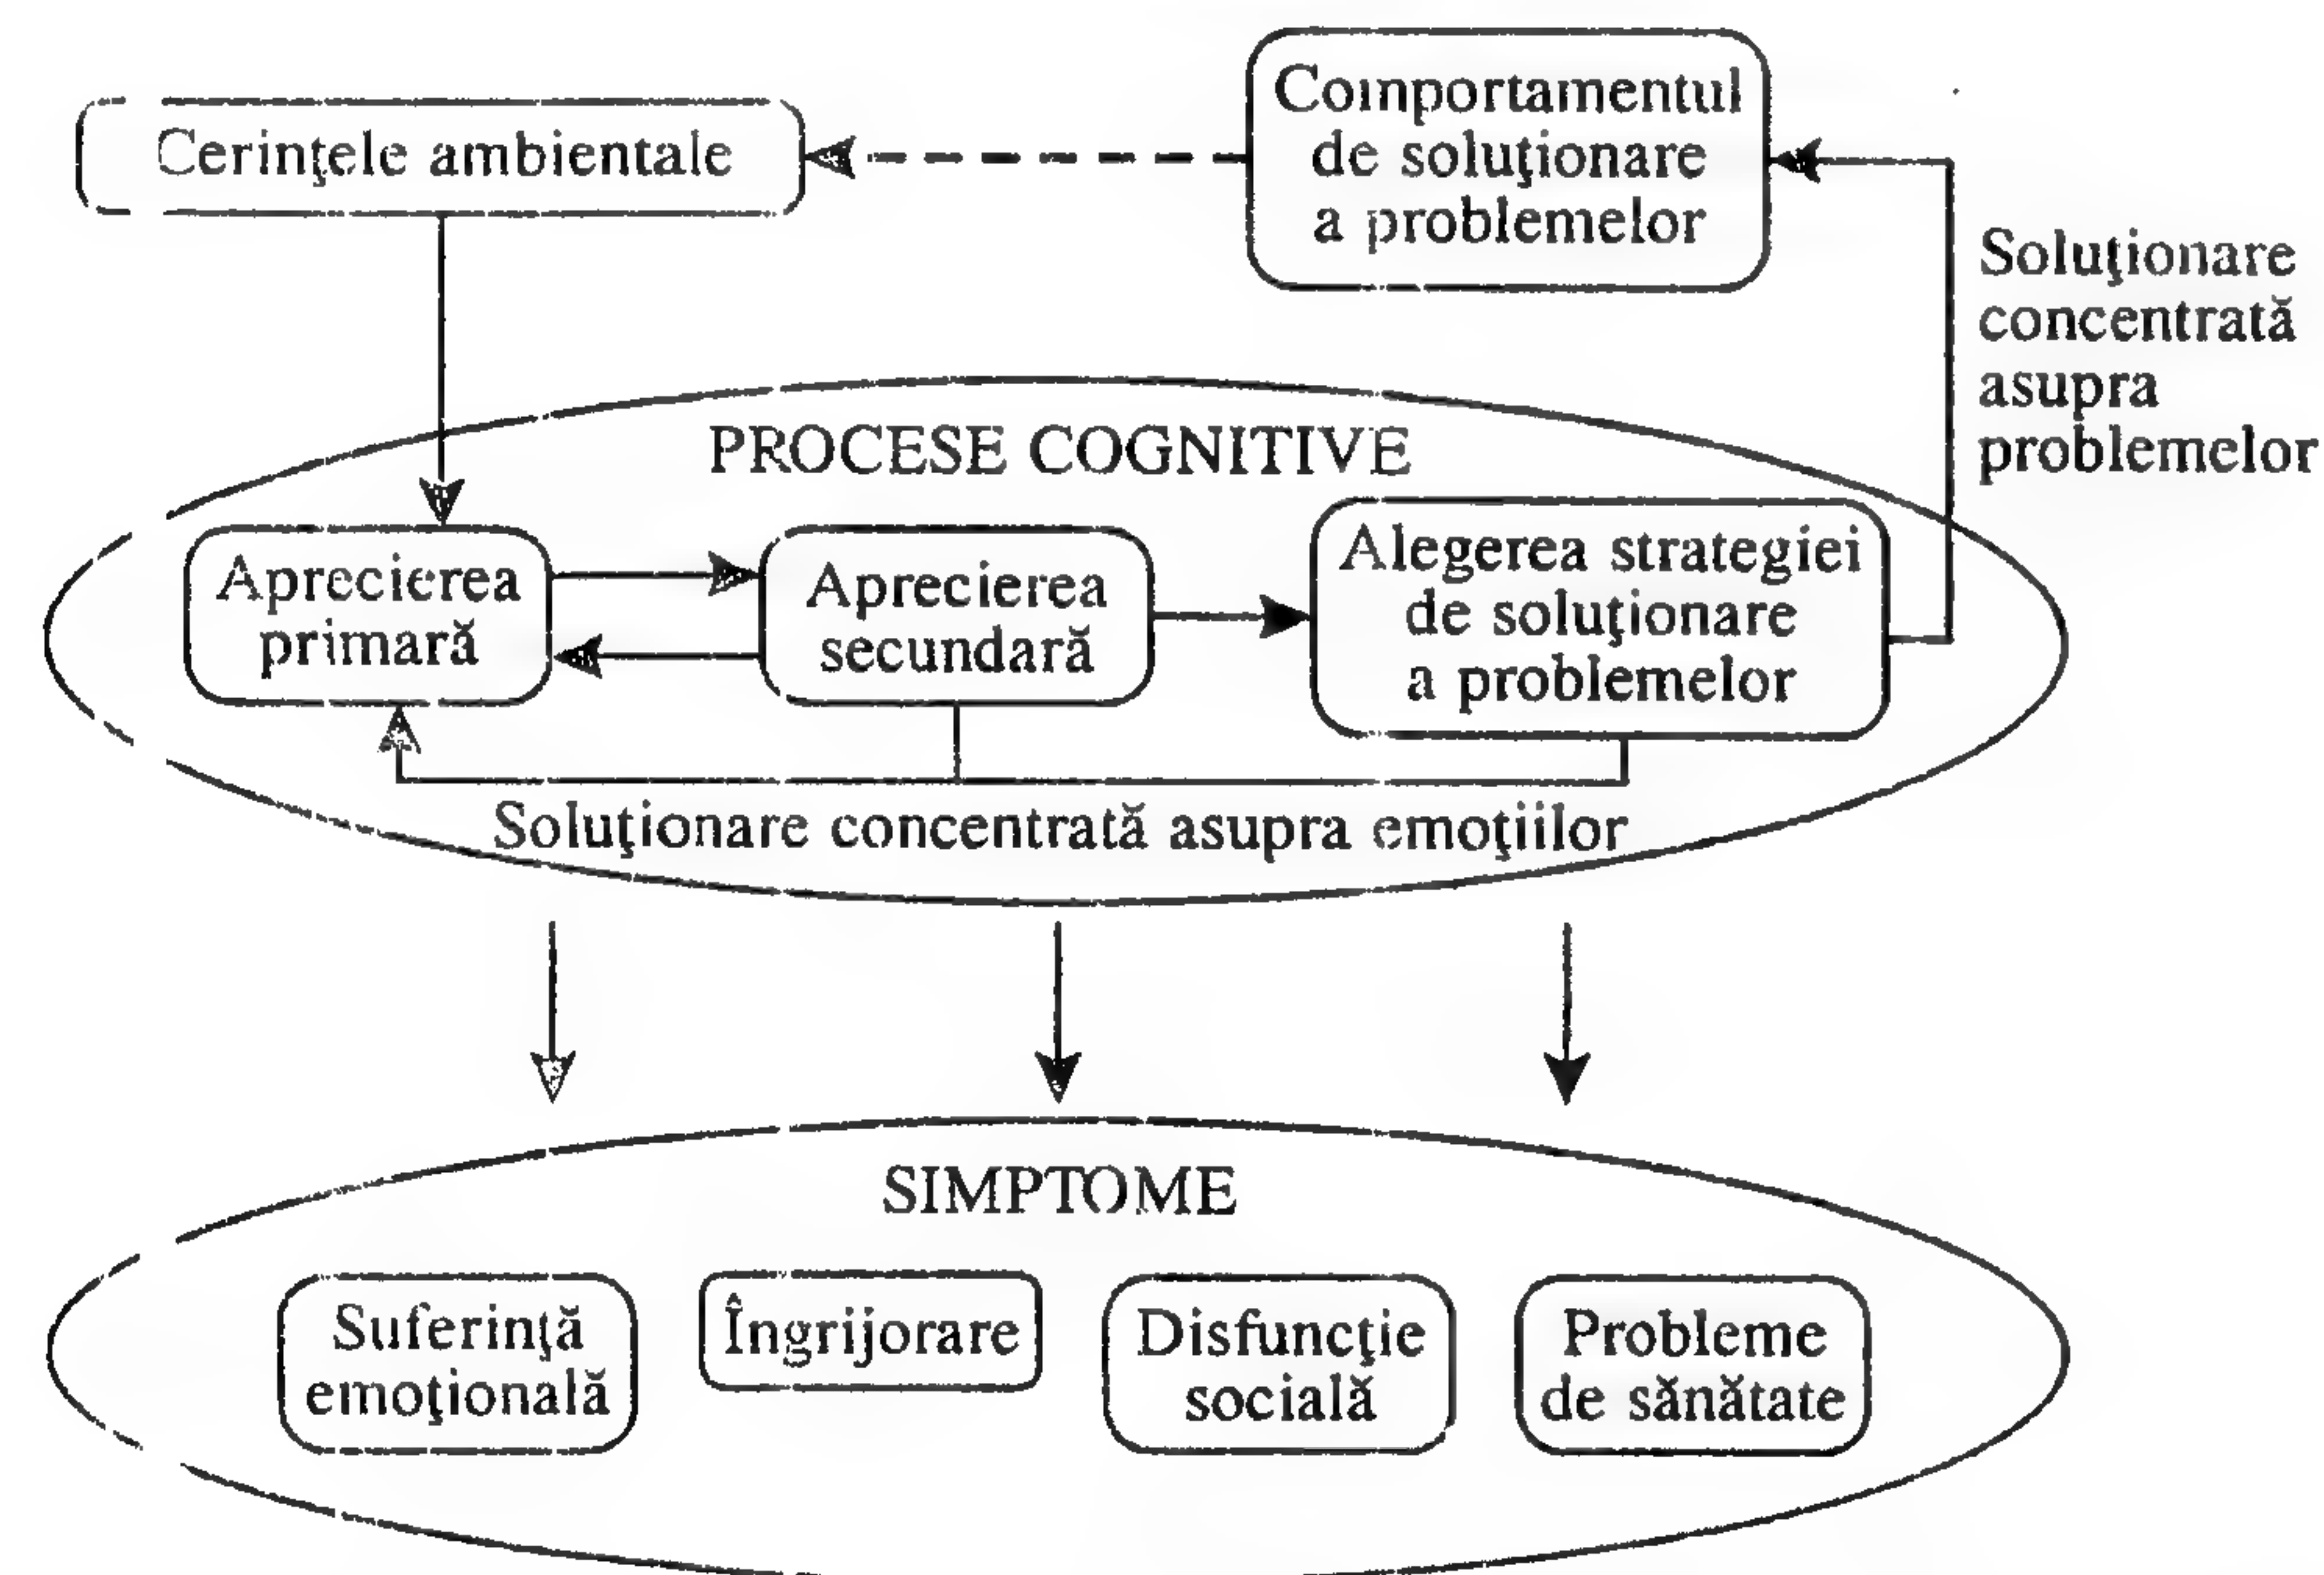 Cerinţele ambientale
Comportamentul
de soluţionare
a problemelor
Soluţionare
concentrată
asupra
problemelor
PROCESE COGNITIVE
Aprecierea
primară
Aprecierea
secundară
Alegerea strategiei
de soluţionare
a problemelor
Soluţionare concentrată asupra emoţiilor
SIMPTOME
Suferinţă
emoţională
Îngrijorare
Disfuncţie
socială
Probleme
de sănătate